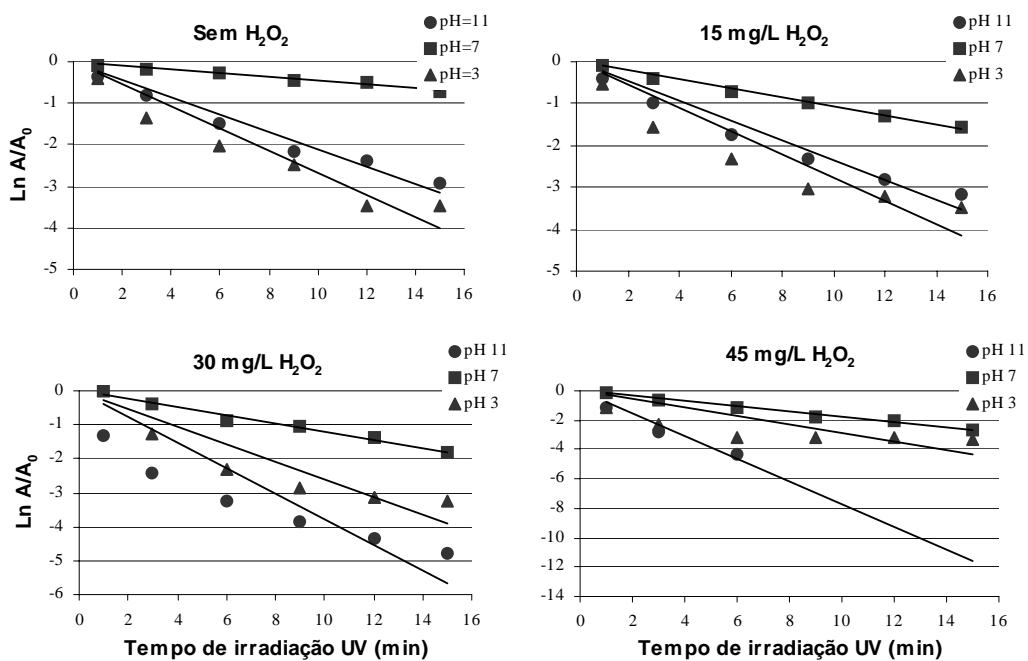 Sem H₂O₂
pH=11
pH=7
pH=3
0
-1
-2
-3
-4
-5
Ln A/A₀
0 2 4 6 8 10 12 14 16
15 mg/L H₂O₂
pH 11
pH 7
pH 3
0
-1
-2
-3
-4
-5
0 2 4 6 8 10 12 14 16
30 mg/L H₂O₂
pH 11
pH 7
pH 3
0
-1
-2
-3
-4
-5
-6
Ln A/A₀
0 2 4 6 8 10 12 14 16
Tempo de irradiação UV (min)
45 mg/L H₂O₂
pH 11
pH 7
pH 3
0
-2
-4
-6
-8
-10
-12
-14
0 2 4 6 8 10 12 14 16
Tempo de irradiação UV (min)